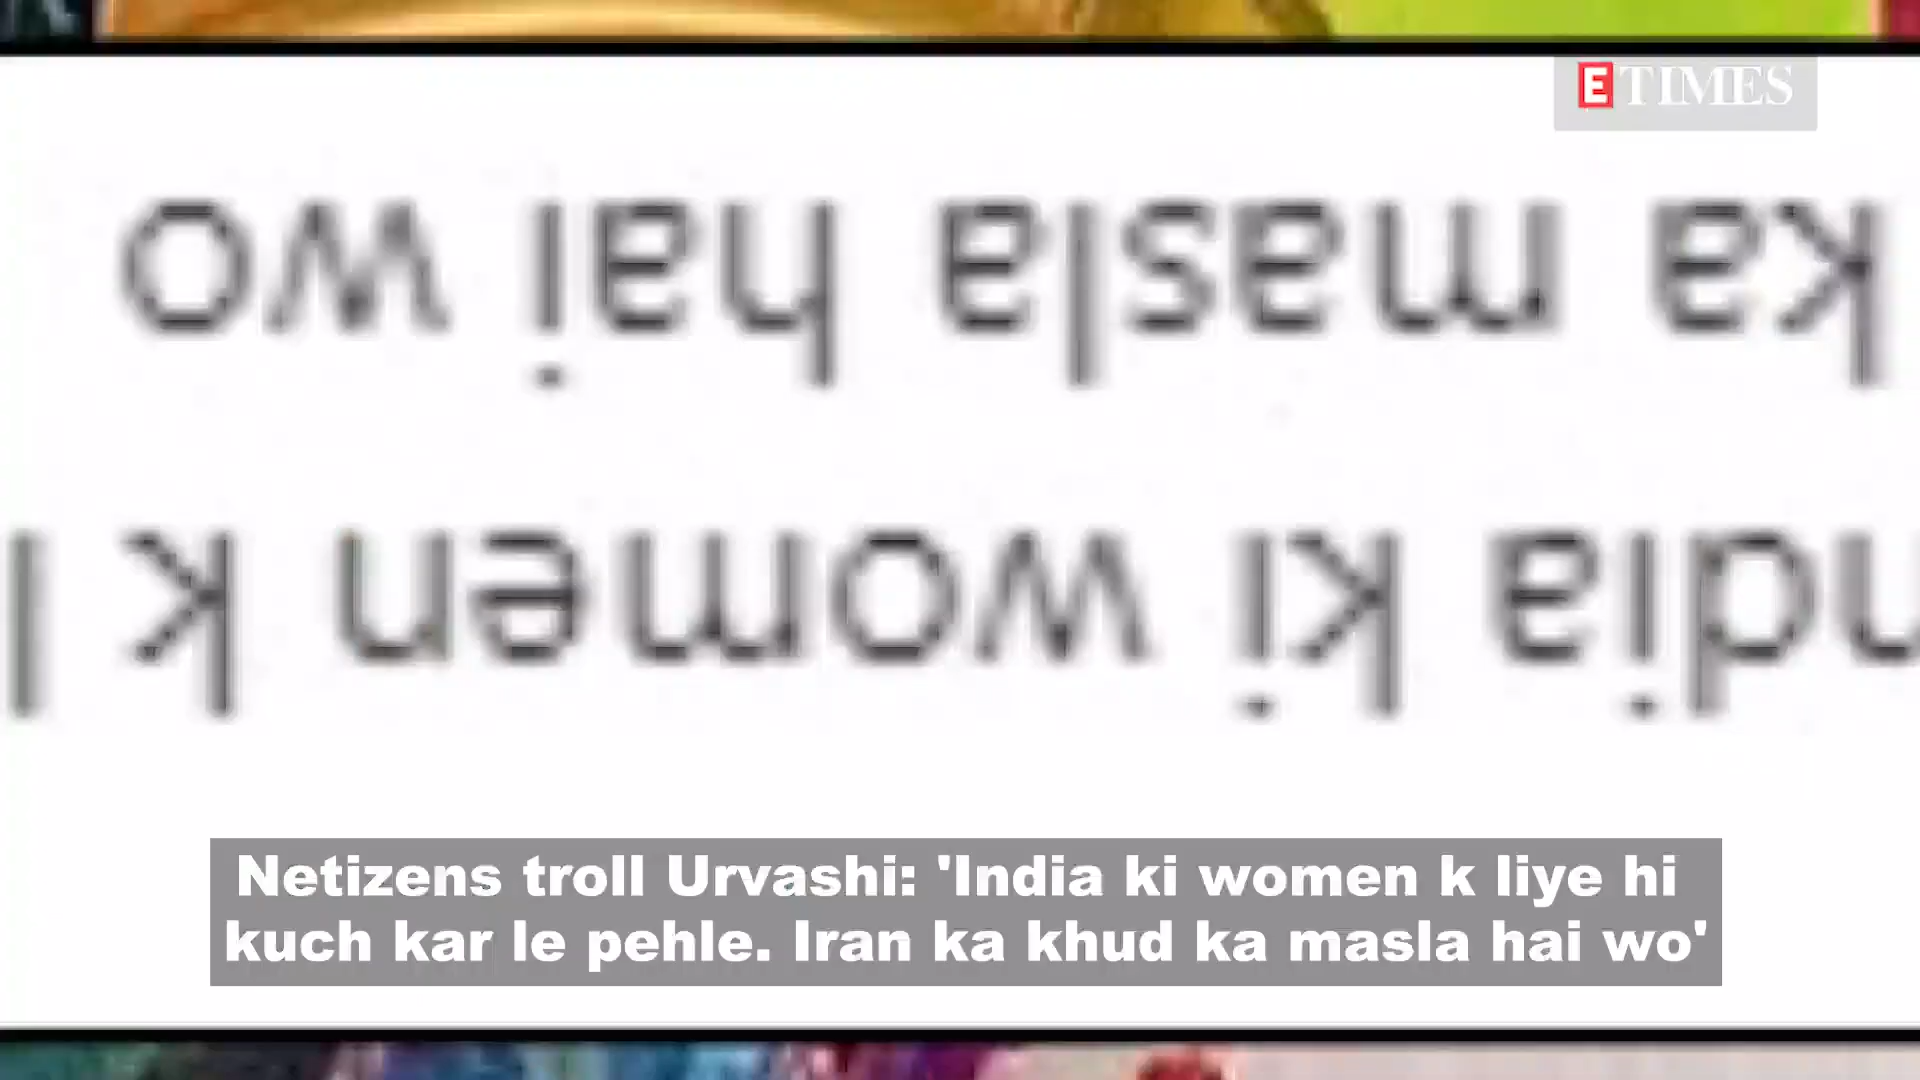 ETIMES
ndia ki women k l
ka masla hai wo
Netizens troll Urvashi: 'India ki women k liye hi
kuch kar le pehle. Iran ka khud ka masla hai wo'